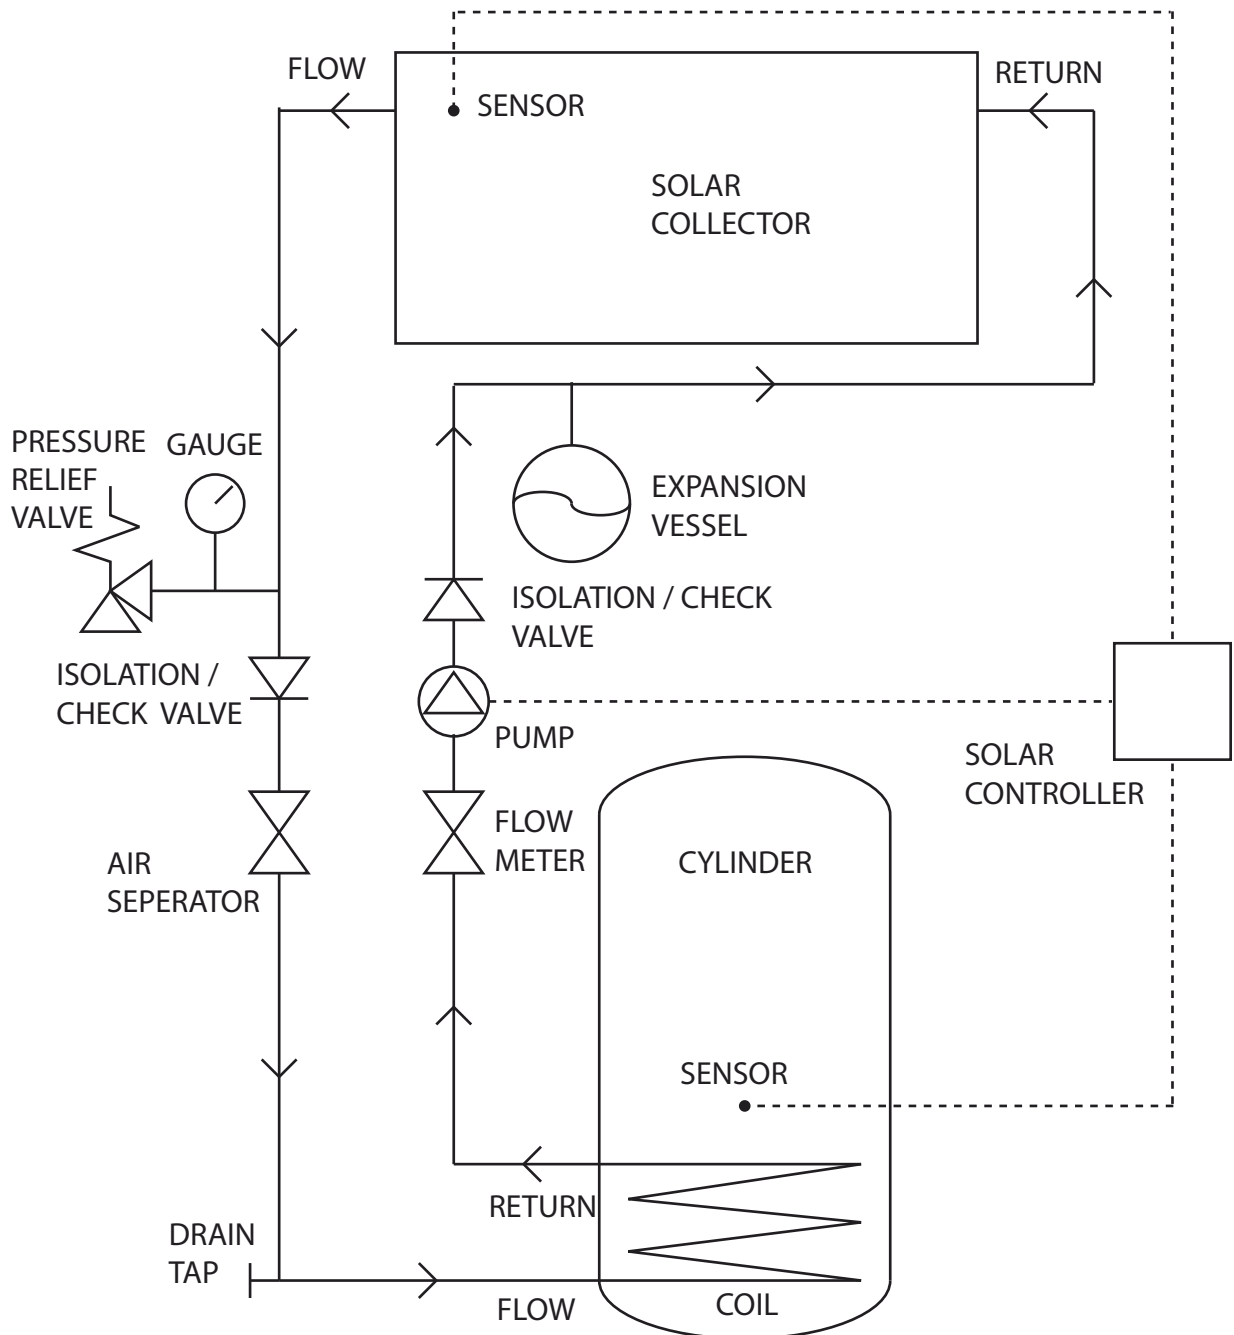 FLOW
RETURN
SENSOR
SOLAR
COLLECTOR
PRESSURE
RELIEF
VALVE
GAUGE
EXPANSION
VESSEL
ISOLATION / CHECK
VALVE
ISOLATION /
CHECK VALVE
PUMP
SOLAR
CONTROLLER
FLOW
METER
AIR
SEPERATOR
CYLINDER
SENSOR
RETURN
DRAIN
TAP
FLOW
COIL